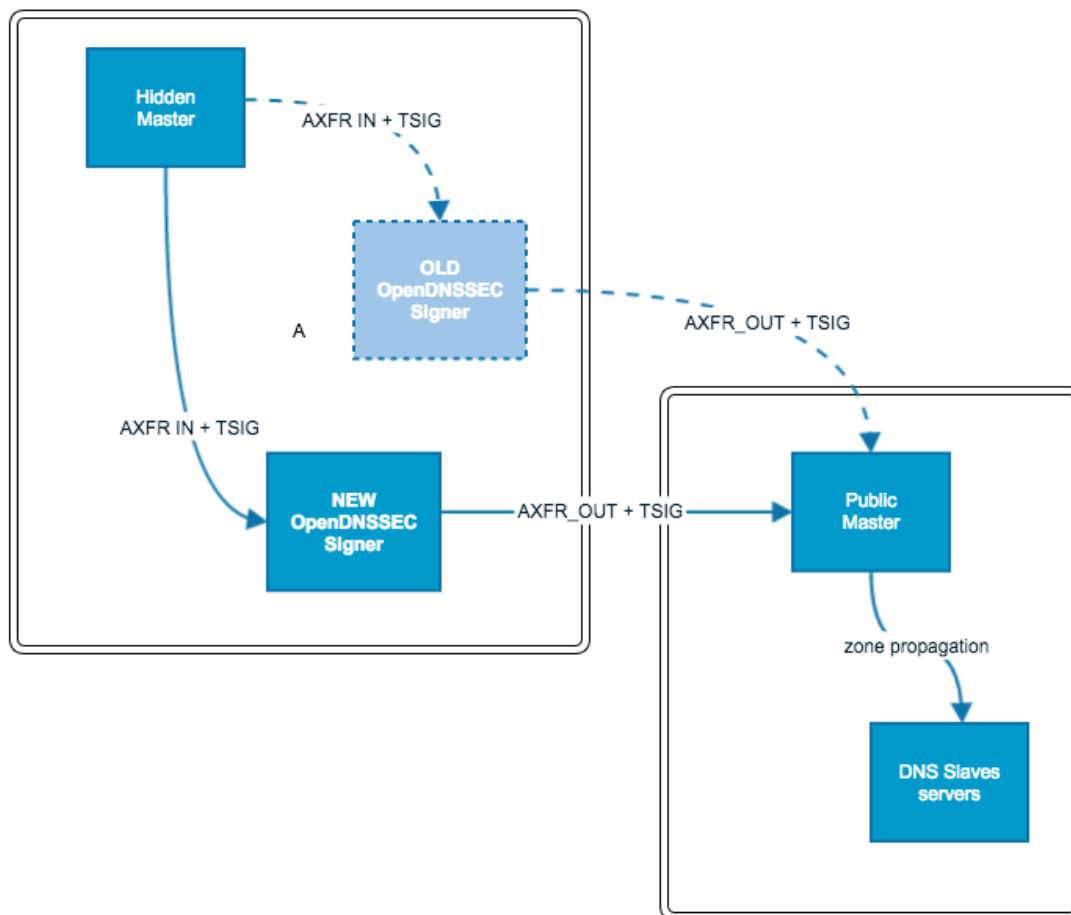 Hidden
Master
AXFR IN + TSIG
OLD
OpenDNSSEC
Signer
A
AXFR_OUT + TSIG
AXFR IN + TSIG
NEW
OpenDNSSEC
Signer
AXFR_OUT + TSIG
Public
Master
zone propagation
DNS Slaves
servers